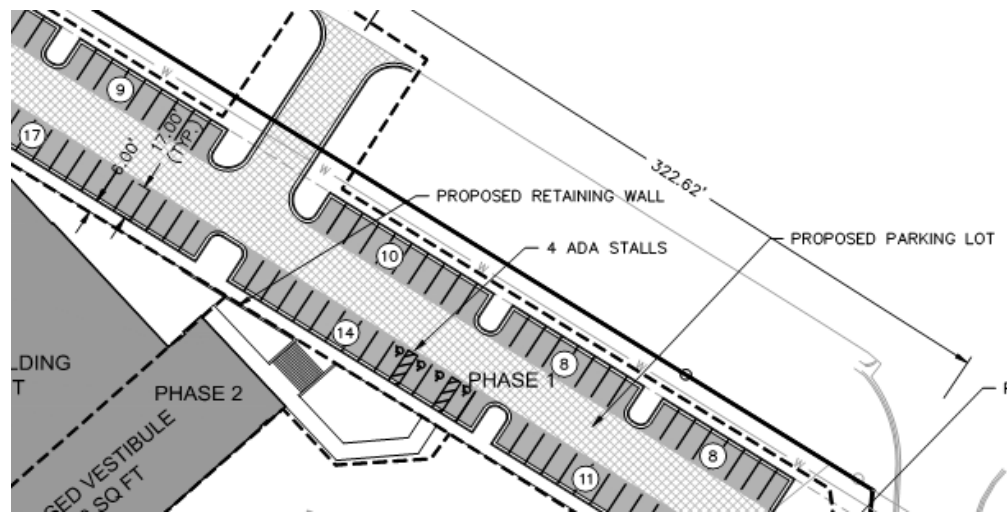 W
9
17.00'
(TYP.)
17
6.00'
W
322.62'
PROPOSED RETAINING WALL
PROPOSED PARKING LOT
10
W
4 ADA STALLS
14
8
W
PHASE 1
LDING
T
PHASE 2
8
W
11
SED VESTIBULE
SQ FT